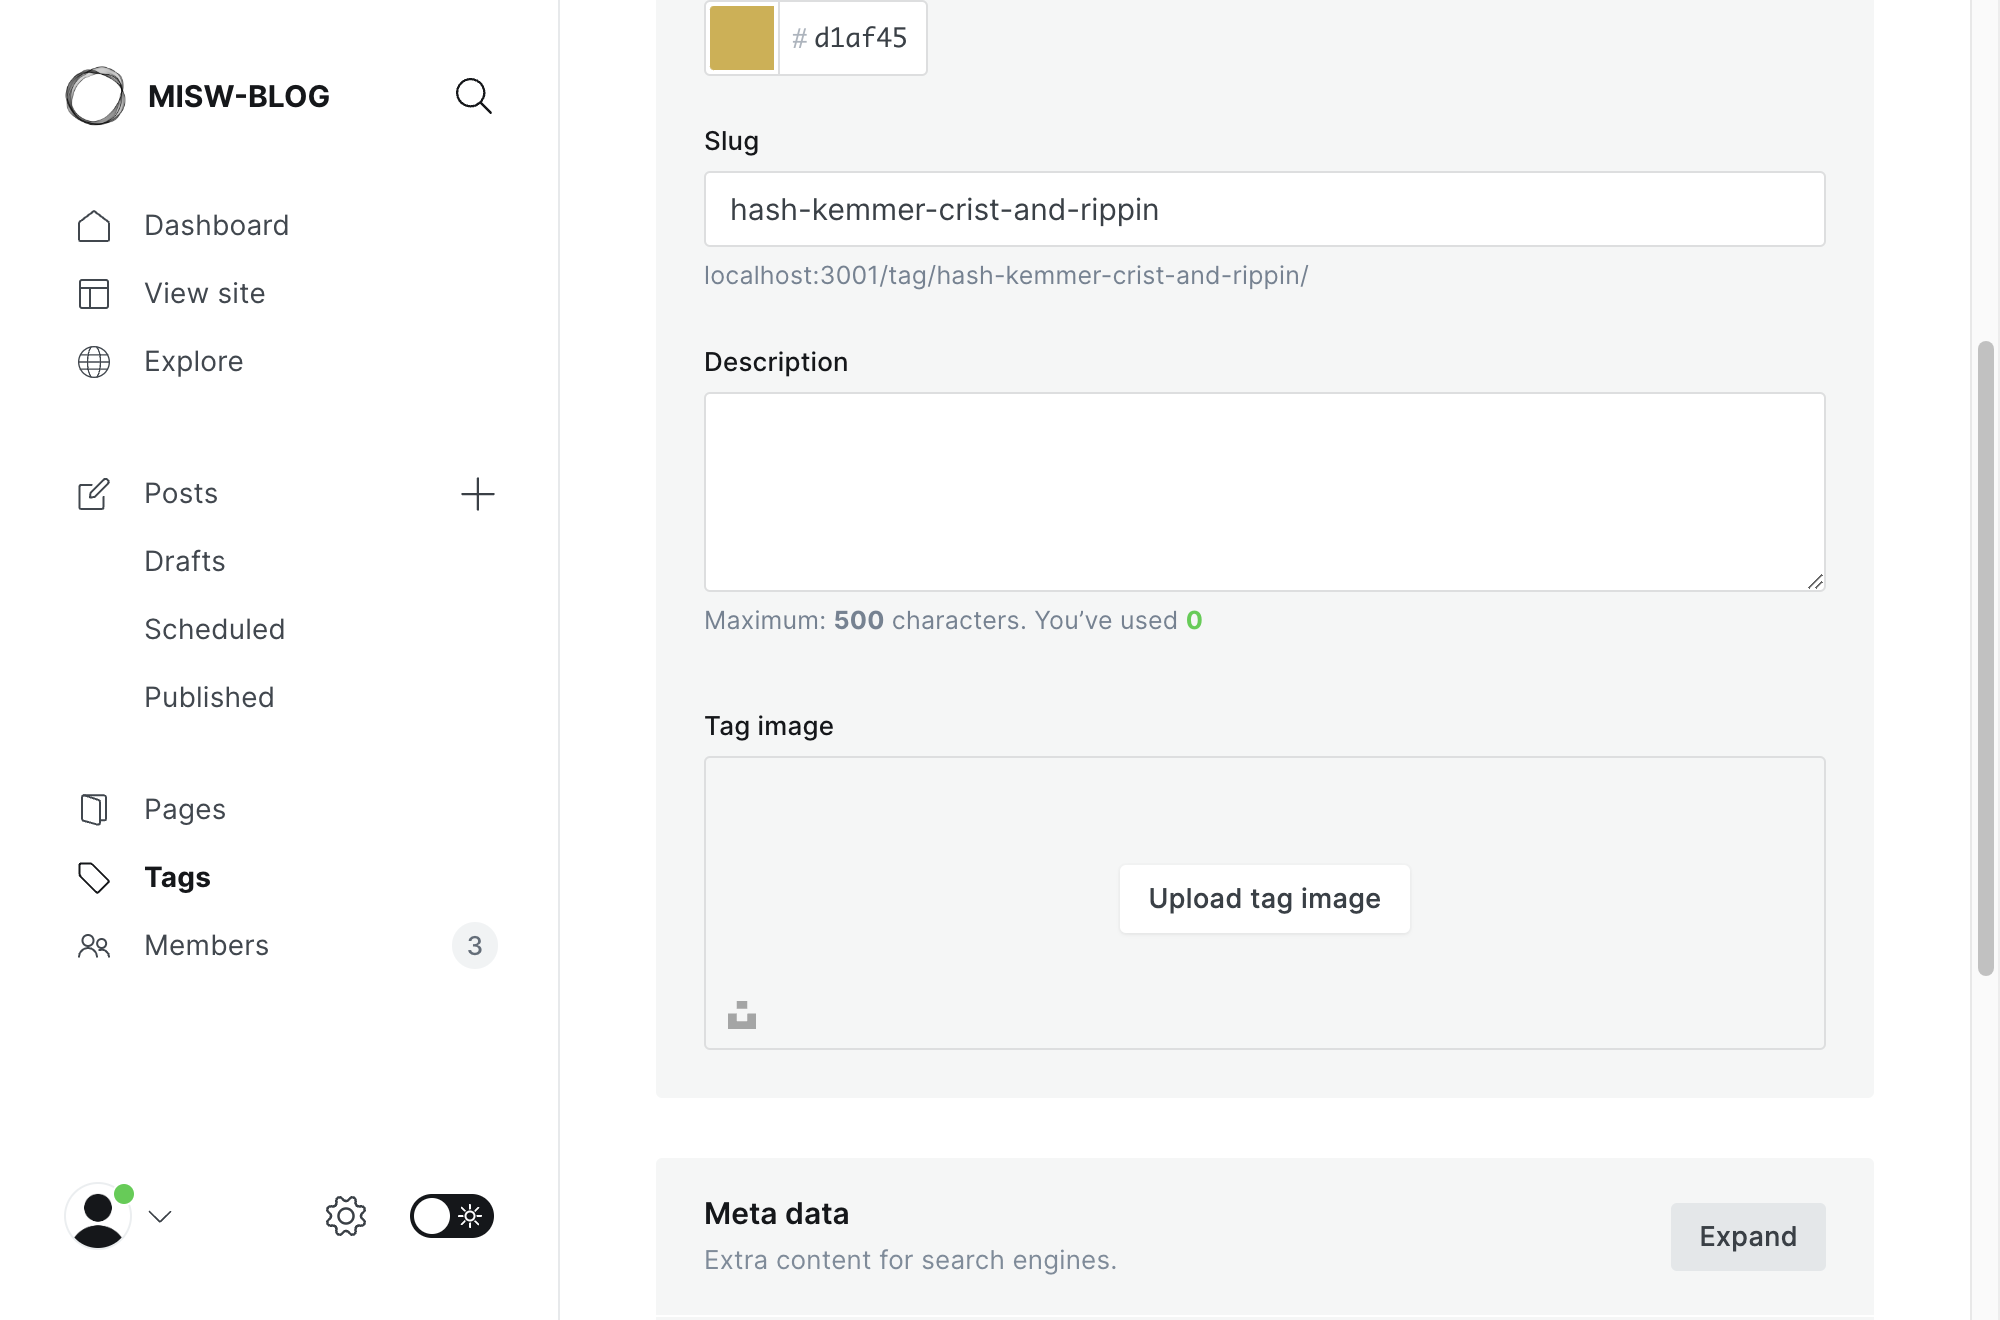 MISW-BLOG
Dashboard
View site
Explore
Posts
Drafts
Scheduled
Published
Pages
Tags
Members
3
# d1af45
Slug
hash-kemmer-crist-and-rippin
localhost:3001/tag/hash-kemmer-crist-and-rippin/
Description
Maximum: 500 characters. You’ve used 0
Tag image
Upload tag image
Meta data
Extra content for search engines.
Expand